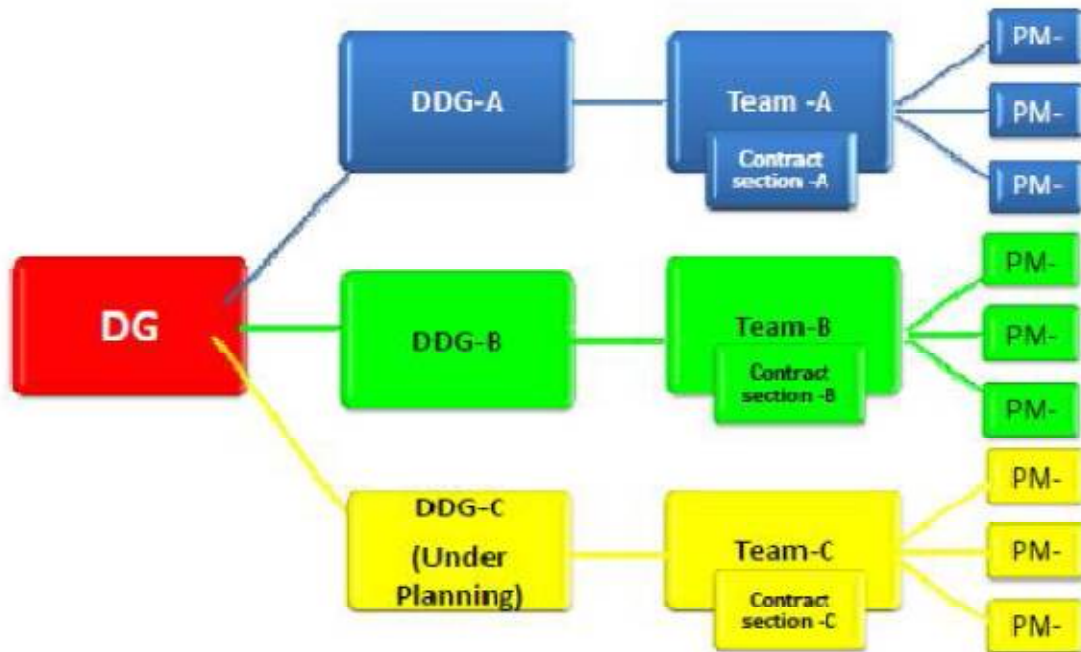 DG
DDG-A
Team -A
Contract
section -A
PM-
PM-
PM-
DDG-B
Team-B
Contract
section -B
PM-
PM-
PM-
DDG-C
(Under
Planning)
Team-C
Contract
section -C
PM-
PM-
PM-